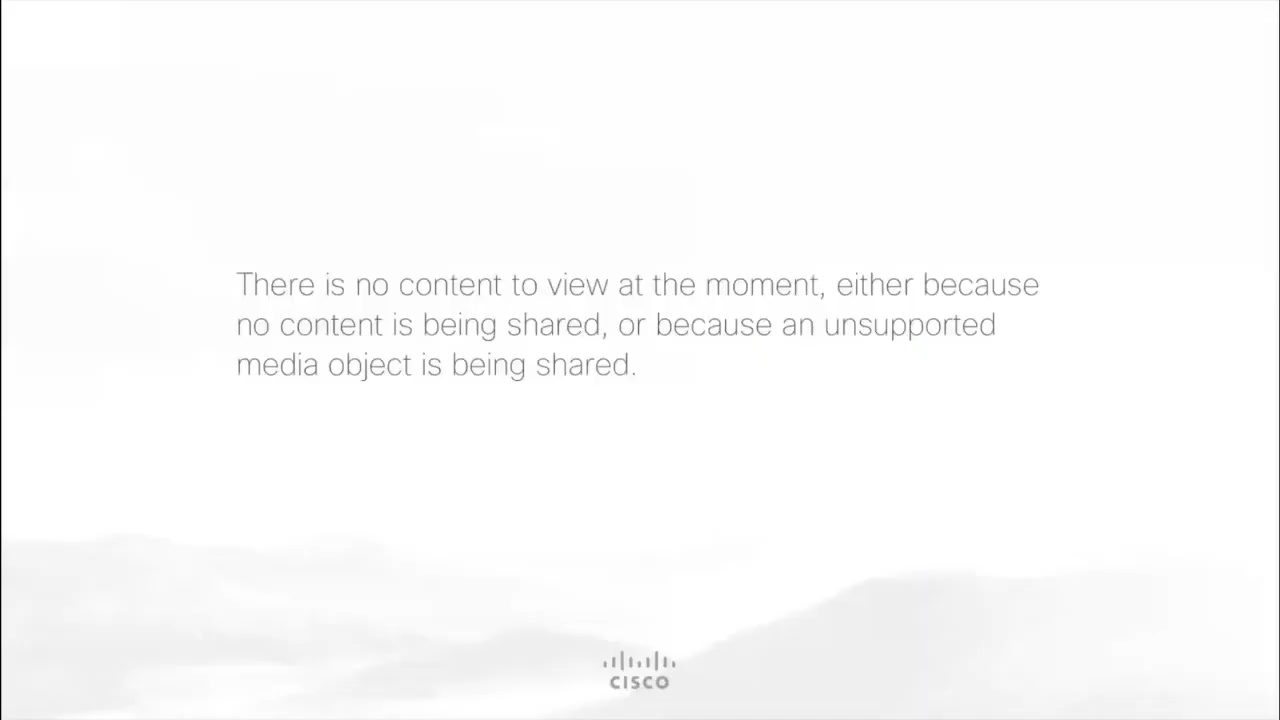 There is no content to view at the moment, either because
no content is being shared, or because an unsupported
media object is being shared.
CISCO